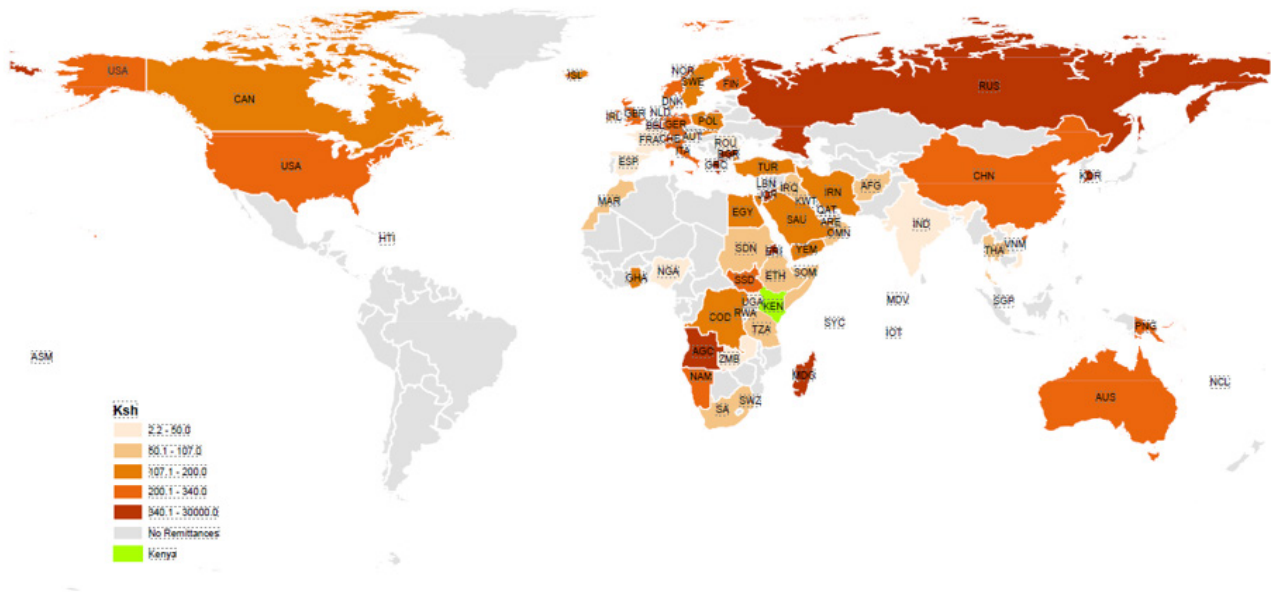 USA
CAN
USA
HTI
ASM
ISL
NOR
SWE
FIN
DNK
IRL
GBR
NLD
BEL
GER
POL
FRA
CHE
AUT
ITA
ROU
BGR
ESP
GRC
TUR
RUS
CHN
KOR
LBN
IRQ
IRN
AFG
KWT
QAT
ARE
OMN
SAU
YEM
MAR
EGY
IND
THA
VNM
SGP
MDV
IOT
SYC
SDN
ERI
ETH
SOM
SSD
NGA
GHA
UGA
KEN
RWA
COD
TZA
AGC
ZMB
NAM
MDG
SA
SWZ
PNG
AUS
NCL
Ksh
2.2 - 50.0
50.1 - 107.0
107.1 - 200.0
200.1 - 340.0
340.1 - 30000.0
No Remittances
Kenya